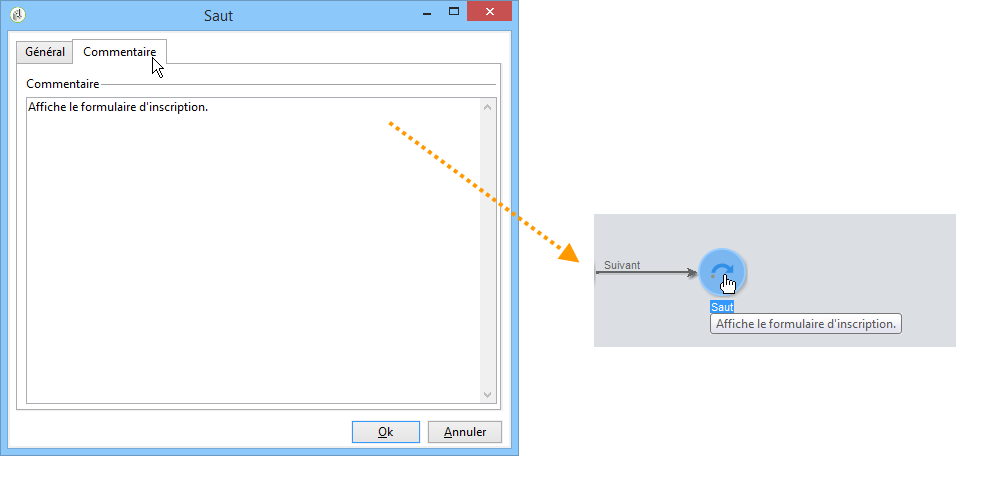 Saut
Général
Commentaire
Commentaire
Affiche le formulaire d'inscription.
Ok
Annuler
Suivant
Saut
Affiche le formulaire d'inscription.